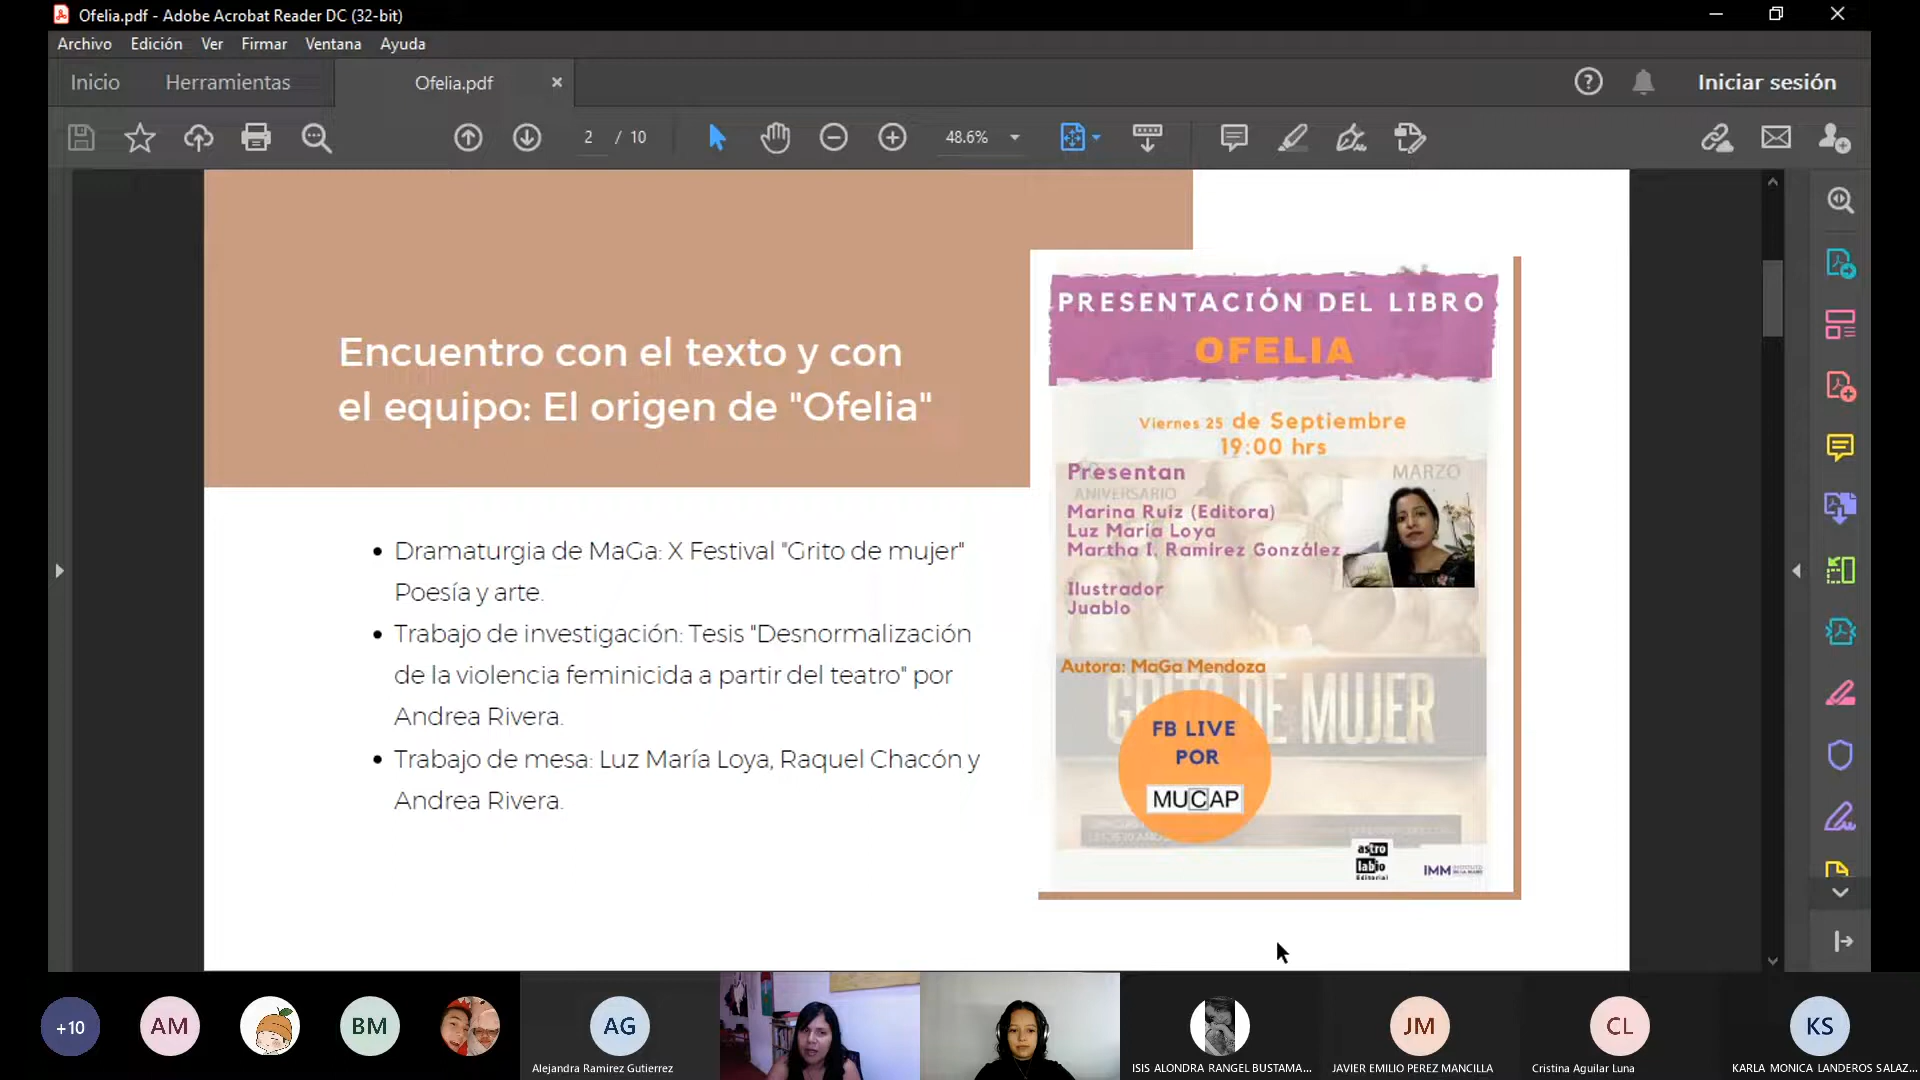 Ofelia.pdf - Adobe Acrobat Reader DC (32-bit)
Archivo Edición Ver Firmar Ventana Ayuda
Inicio Herramientas Ofelia.pdf Iniciar sesión
2 / 10 48.6%
Encuentro con el texto y con
el equipo: El origen de "Ofelia"
• Dramaturgia de MaGa: X Festival "Grito de mujer"
Poesía y arte.
• Trabajo de investigación: Tesis "Desnormalización
de la violencia feminicida a partir del teatro" por
Andrea Rivera.
• Trabajo de mesa: Luz María Loya, Raquel Chacón y
Andrea Rivera.
PRESENTACIÓN DEL LIBRO
OFELIA
Viernes 25 de Septiembre
19:00 hrs
Presentan
MARZO
ANIVERSARIO
Marina Ruíz (Editora)
Luz María Loya
Martha I. Ramírez González
Ilustrador
Juablo
Autora: MaGa Mendoza
GRITO DE MUJER
FB LIVE
POR
MUCAP
astro
labio
Editorial
IMM
+10 AM BM AG JM CL KS
Alejandra Ramirez Gutierrez
ISIS ALONDRA RANGEL BUSTAMA...
JAVIER EMILIO PEREZ MANCILLA
Cristina Aguilar Luna
KARLA MONICA LANDEROS SALAZ...